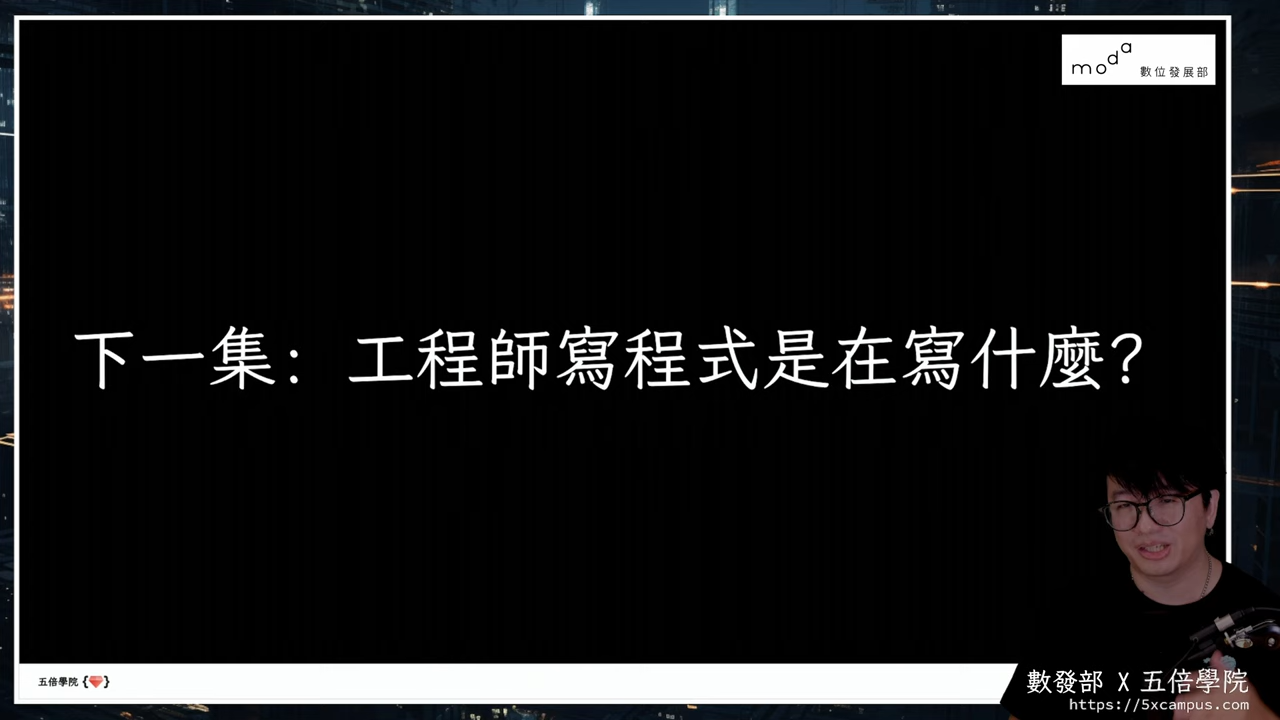 moda 數位發展部
下一集：工程師寫程式是在寫什麼？
五倍學院 {❤}
數發部 X 五倍學院
https://5xcampus.com